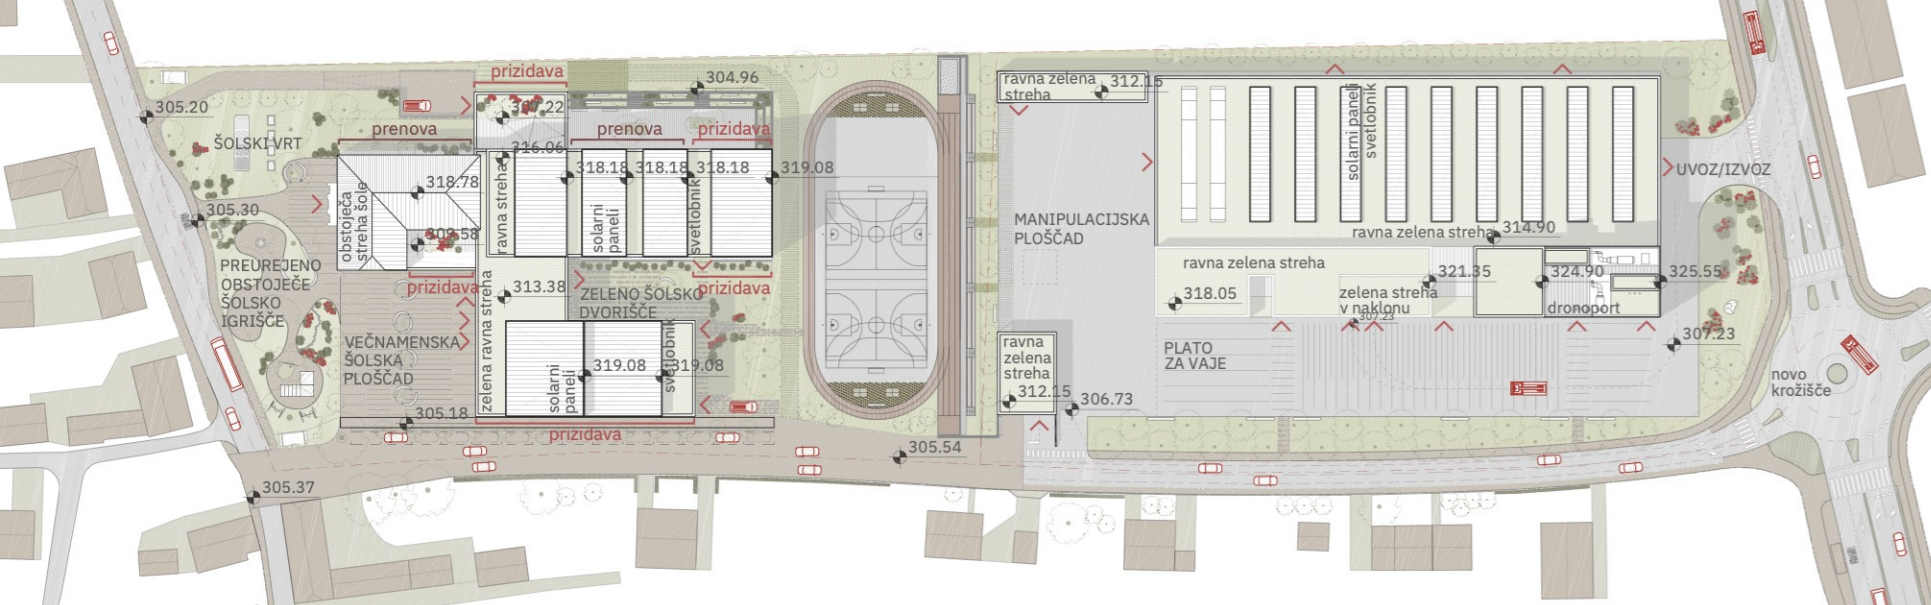 prizidava
304.96
305.20
307.22
prenova
prenova
prizidava
ŠOLSKI VRT
316.06
318.18
318.18
318.18
319.08
318.78
305.30
309.58
obstoječa
streha šole
ravna streha
solarni
paneli
svetlobnik
PREUREJENO
OBSTOJEČE
ŠOLSKO
IGRIŠČE
prizidava
prizidava
313.38
ZELENO ŠOLSKO
DVORIŠČE
zelena ravna streha
VEČNAMENSKA
ŠOLSKA
PLOŠČAD
solarni
paneli
319.08
319.08
svetlobnik
305.18
prizidava
305.37
305.54
ravna zelena
streha
312.15
solarni paneli
svetlobnik
UVOZ/IZVOZ
MANIPULACIJSKA
PLOŠČAD
ravna zelena streha
314.90
ravna zelena streha
318.05
321.35
324.90
325.55
zelena streha
v naklonu
307.23
dronoport
307.23
ravna
zelena
streha
312.15
PLATO
ZA VAJE
306.73
novo
krožišče